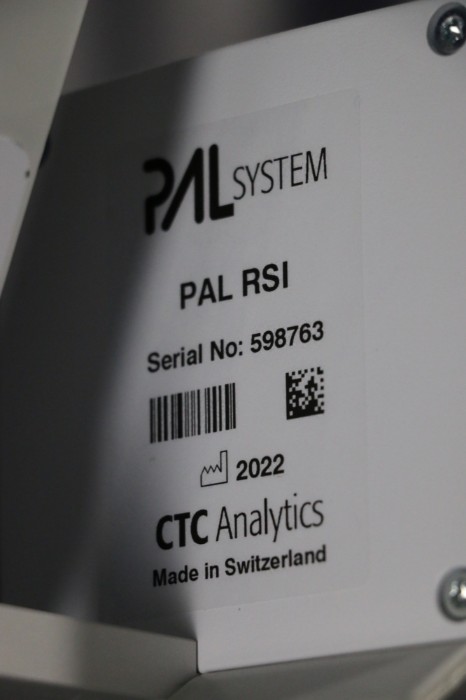 PAL SYSTEM
PAL RSI
Serial No: 598763
2022
CTC Analytics
Made in Switzerland